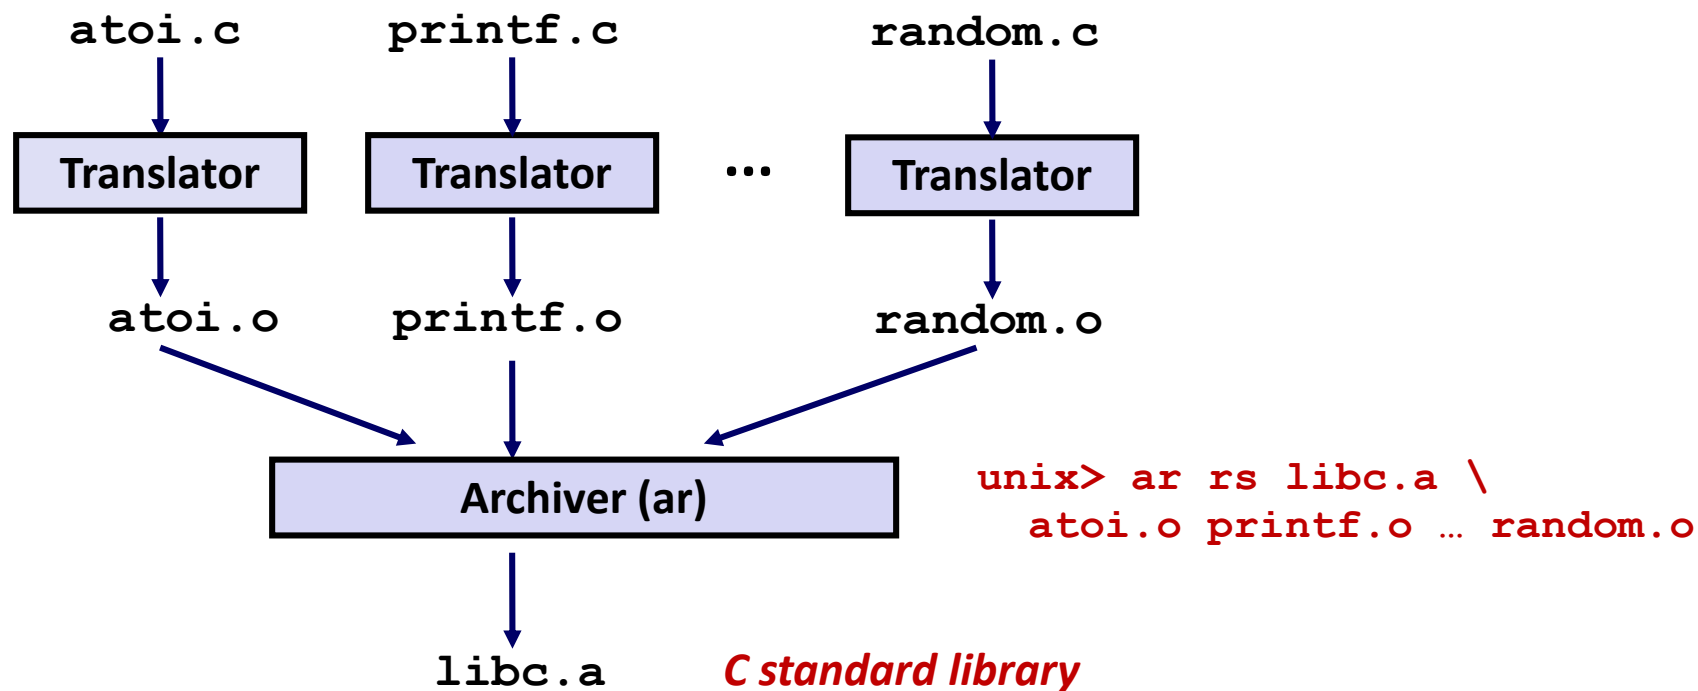 atoi.c printf.c random.c
Translator Translator ... Translator
atoi.o printf.o random.o
Archiver (ar)
unix> ar rs libc.a \
atoi.o printf.o … random.o
libc.a C standard library